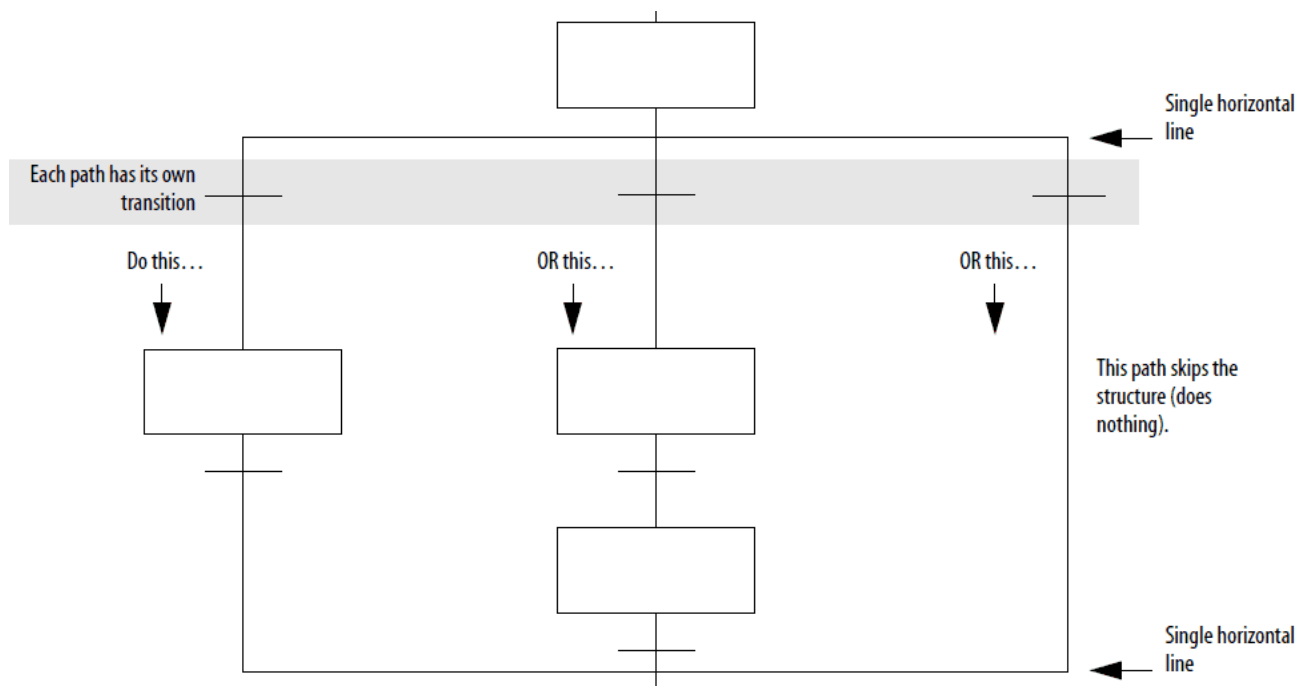 Single horizontal
line
Each path has its own
transition
Do this…
OR this…
OR this…
This path skips the
structure (does
nothing).
Single horizontal
line